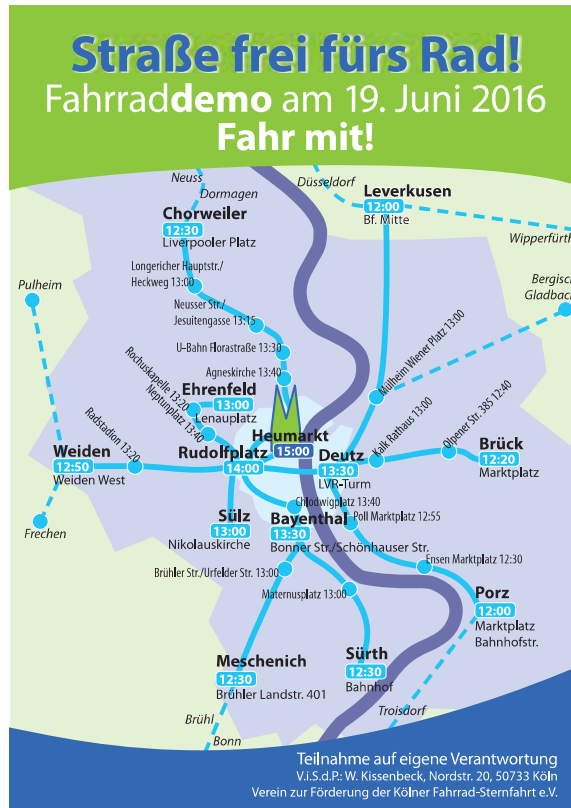 Straße frei fürs Rad!
Fahrraddemo am 19. Juni 2016
Fahr mit!
Neuss
Dormagen
Düsseldorf
Leverkusen
12:00
Bf. Mitte
Chorweiler
12:30
Liverpooler Platz
Wipperfürth
Longericher Hauptstr./
Heckweg 13:00
Bergisch
Gladbach
Pulheim
Neusser Str./
Jesuitengasse 13:15
U–Bahn Florastraße 13:30
Mülheim Wiener Platz 13:00
Agneskirche 13:40
Rochuskapelle 13:20
Neptunplatz 13:40
Ehrenfeld
13:00
Lenauplatz
Radstadion 13:20
Kalk Rathaus 13:00
Olpener Str. 385 12:40
Heumarkt
15:00
Weiden
12:50
Weiden West
Rudolfplatz
14:00
Deutz
13:30
LVR-Turm
Brück
12:20
Marktplatz
Chlodwigplatz 13:40
Sülz
13:00
Nikolauskirche
Bayenthal
13:30
Bonner Str./Schönhauser Str.
Poll Marktplatz 12:55
Frechen
Ensen Marktplatz 12:30
Brühler Str./Urfelder Str. 13:00
Maternusplatz 13:00
Porz
12:00
Marktplatz
Bahnhofstr.
Meschenich
12:30
Brühler Landstr. 401
Sürth
12:30
Bahnhof
Brühl
Bonn
Troisdorf
Teilnahme auf eigene Verantwortung
V.i.S.d.P.: W. Kissenbeck, Nordstr. 20, 50733 Köln
Verein zur Förderung der Kölner Fahrrad-Sternfahrt e.V.